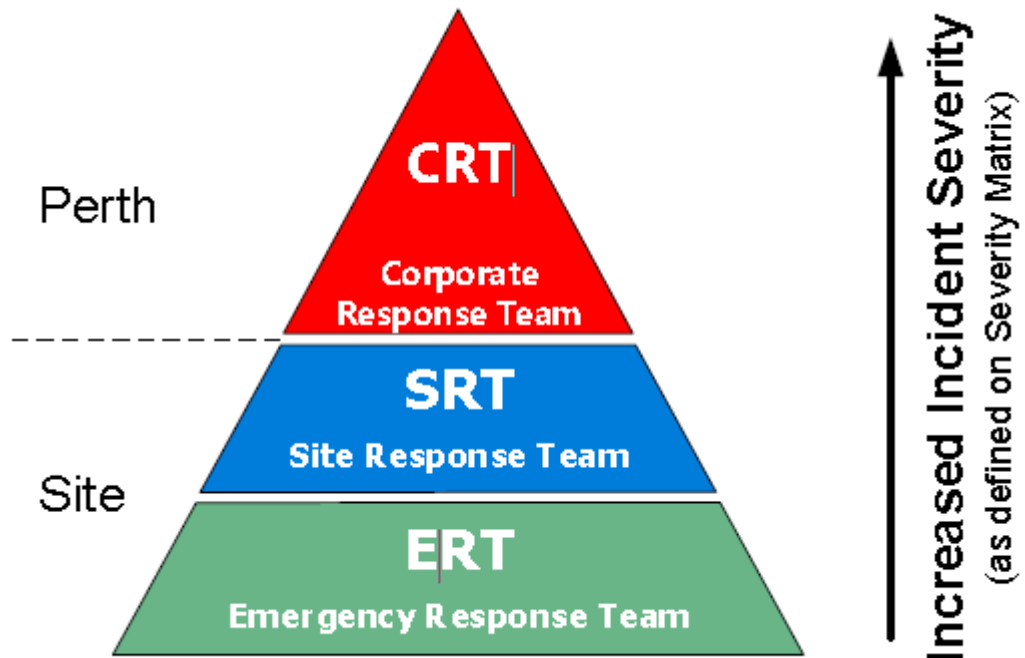 Perth
CRT
Corporate
Response Team
Site
SRT
Site Response Team
ERT
Emergency Response Team
Increased Incident Severity
(as defined on Severity Matrix)